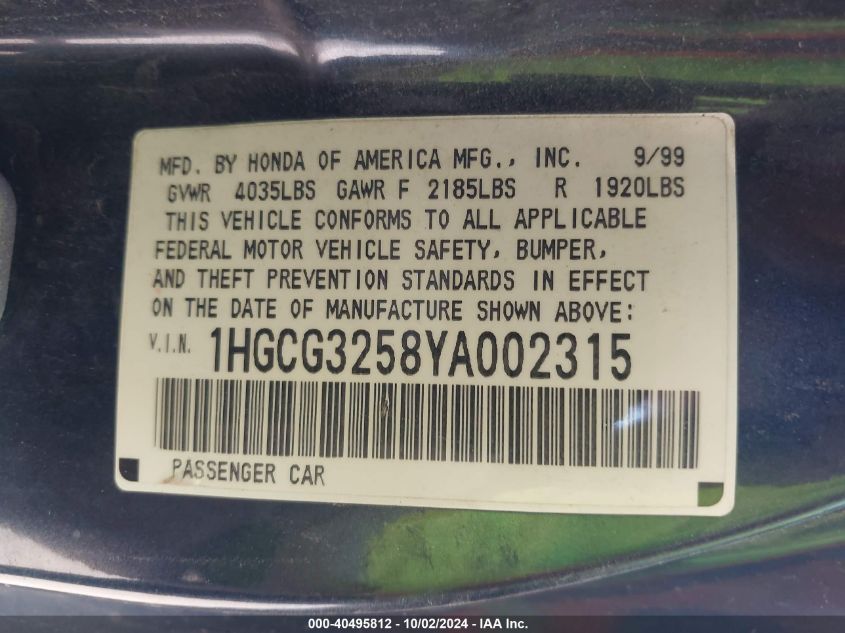 MFD. BY HONDA OF AMERICA MFG., INC. 9/99
GVWR 4035LBS GAWR F 2185LBS R 1920LBS
THIS VEHICLE CONFORMS TO ALL APPLICABLE
FEDERAL MOTOR VEHICLE SAFETY, BUMPER,
AND THEFT PREVENTION STANDARDS IN EFFECT
ON THE DATE OF MANUFACTURE SHOWN ABOVE:
V.I.N. 1HGCG3258YA002315
PASSENGER CAR
000-40495812 - 10/02/2024 - IAA Inc.